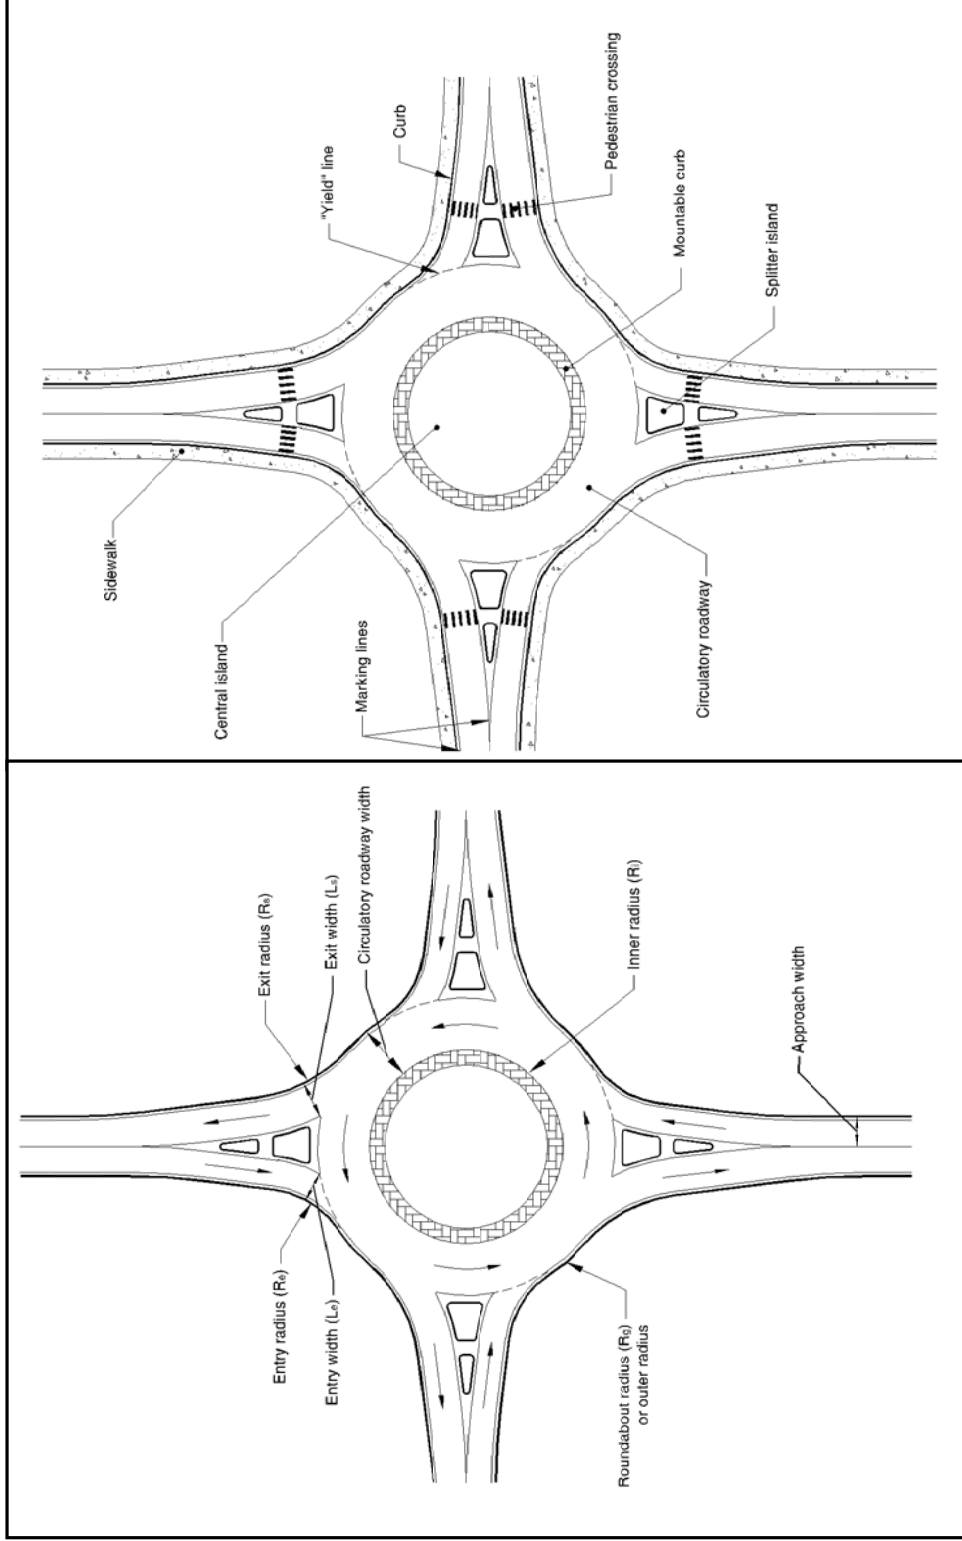 Exit radius (Rs)
Exit width (Ls)
Circulatory roadway width
Entry radius (Re)
Entry width (Le)
Inner radius (Ri)
Approach width
Roundabout radius (Rg)
or outer radius
Sidewalk
Central island
Marking lines
"Yield" line
Curb
Pedestrian crossing
Mountable curb
Splitter island
Circulatory roadway